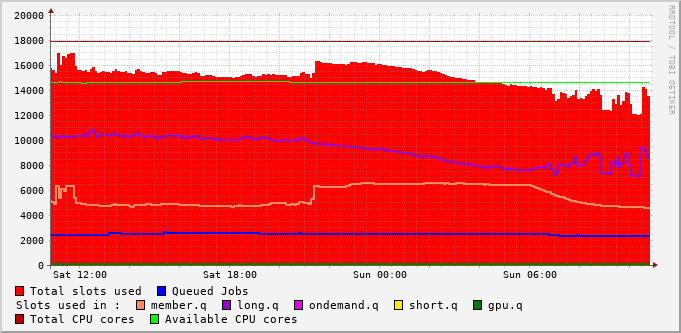 20000
18000
16000
14000
12000
10000
8000
6000
4000
2000
0
Sat 12:00 Sat 18:00 Sun 00:00 Sun 06:00
RRDTOOL / TOBI OETIKER
Total slots used Queued Jobs
Slots used in : member.q long.q ondemand.q short.q gpu.q
Total CPU cores Available CPU cores